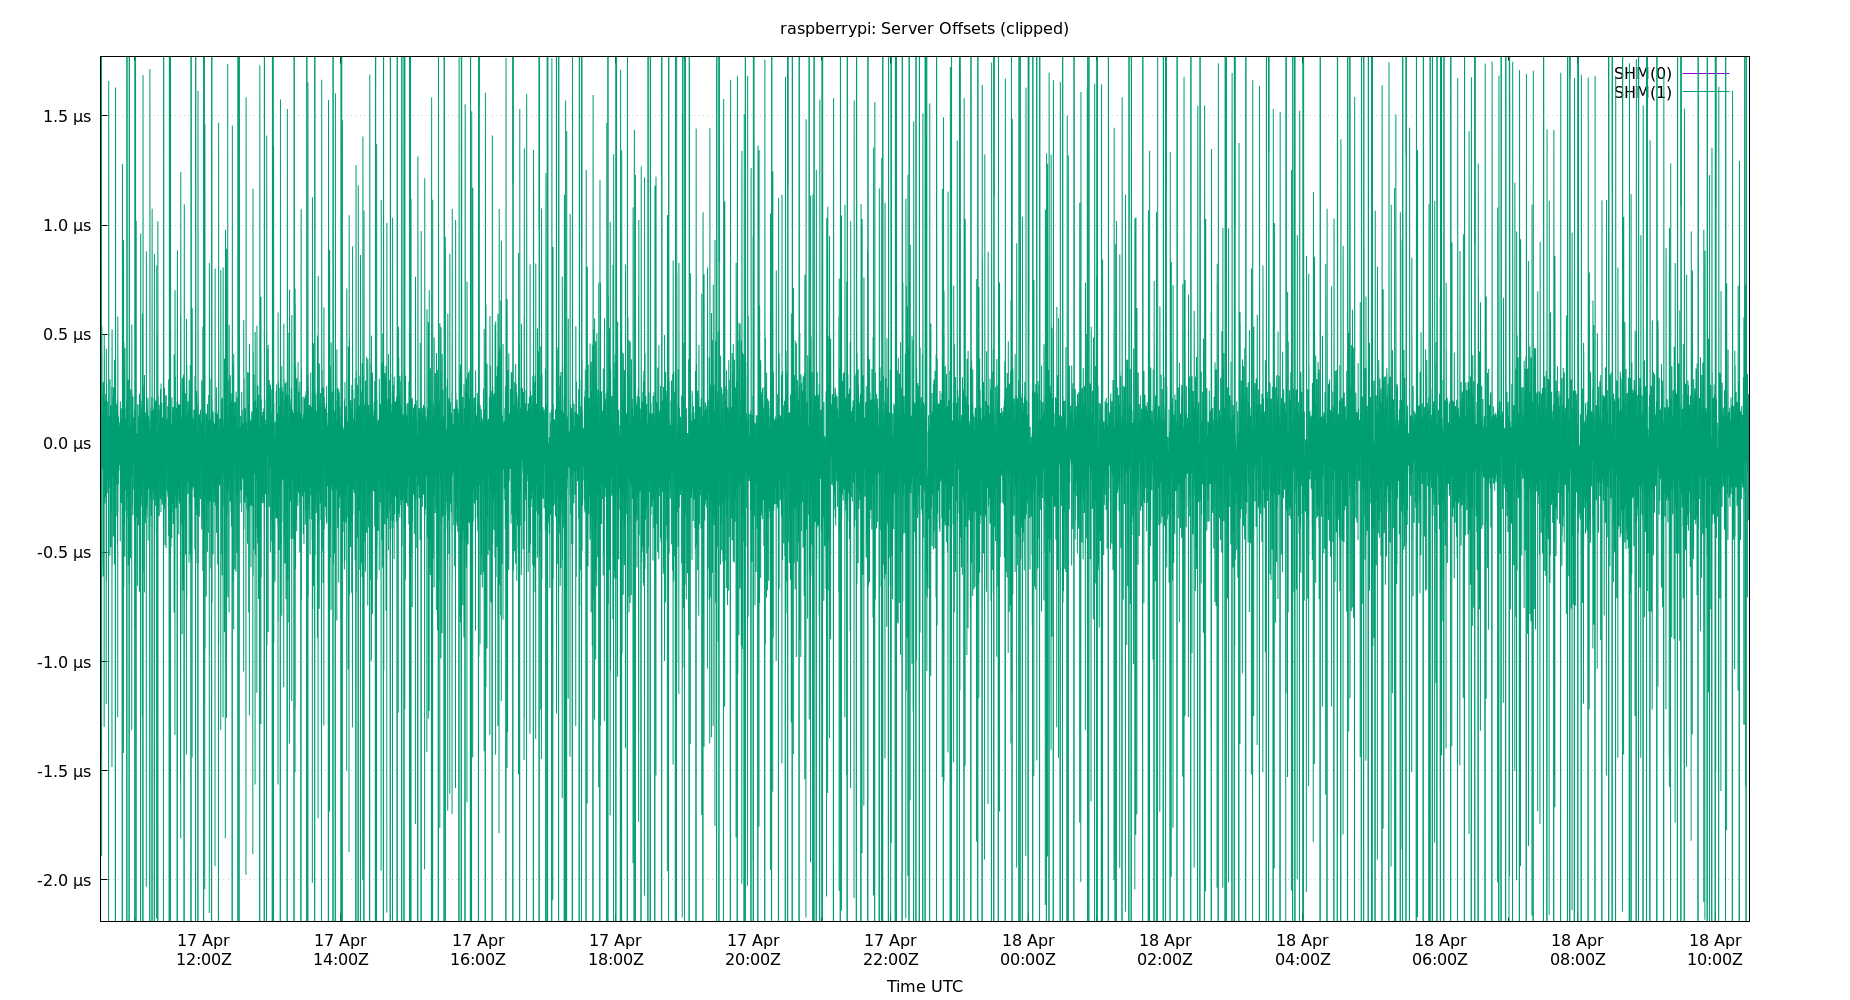 raspberrypi: Server Offsets (clipped)
SHM(0)
SHM(1)
1.5 µs
1.0 µs
0.5 µs
0.0 µs
-0.5 µs
-1.0 µs
-1.5 µs
-2.0 µs
17 Apr 17 Apr 17 Apr 17 Apr 17 Apr 17 Apr 18 Apr 18 Apr 18 Apr 18 Apr 18 Apr 18 Apr
12:00Z 14:00Z 16:00Z 18:00Z 20:00Z 22:00Z 00:00Z 02:00Z 04:00Z 06:00Z 08:00Z 10:00Z
Time UTC